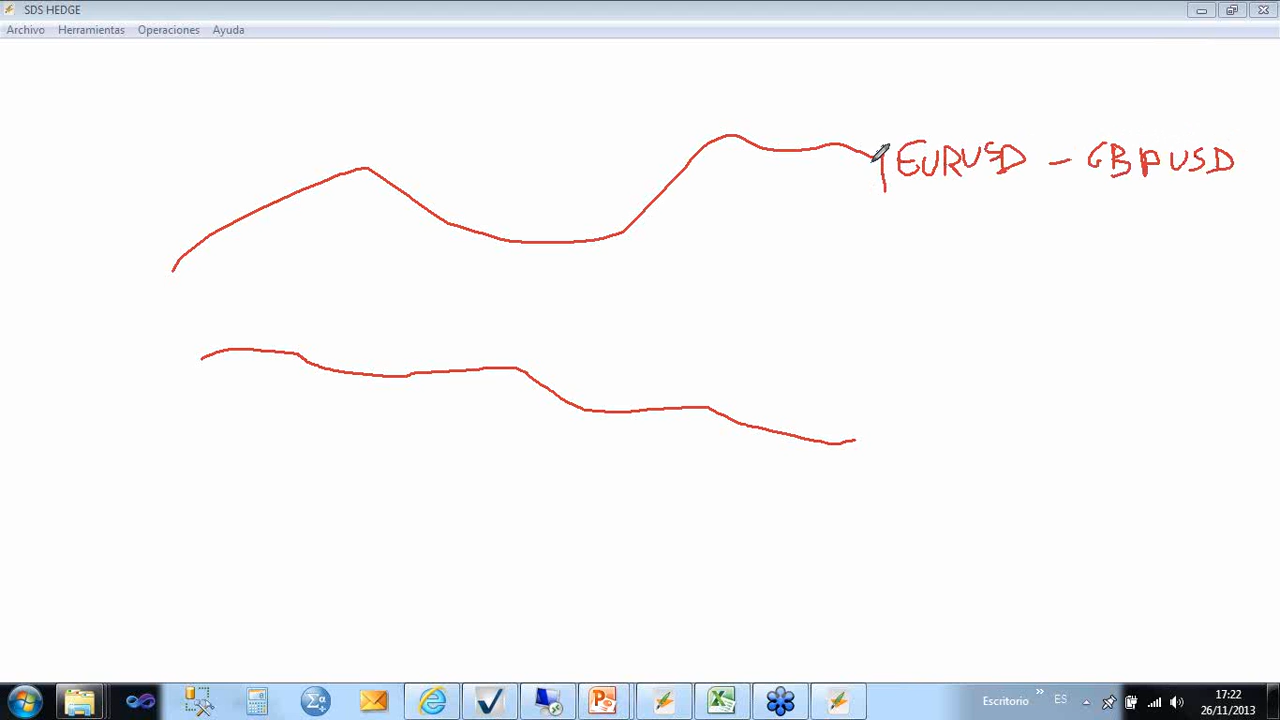 SDS HEDGE
Archivo Herramientas Operaciones Ayuda
EURUSD - GBPUSD
Escritorio » ES 17:22
26/11/2013